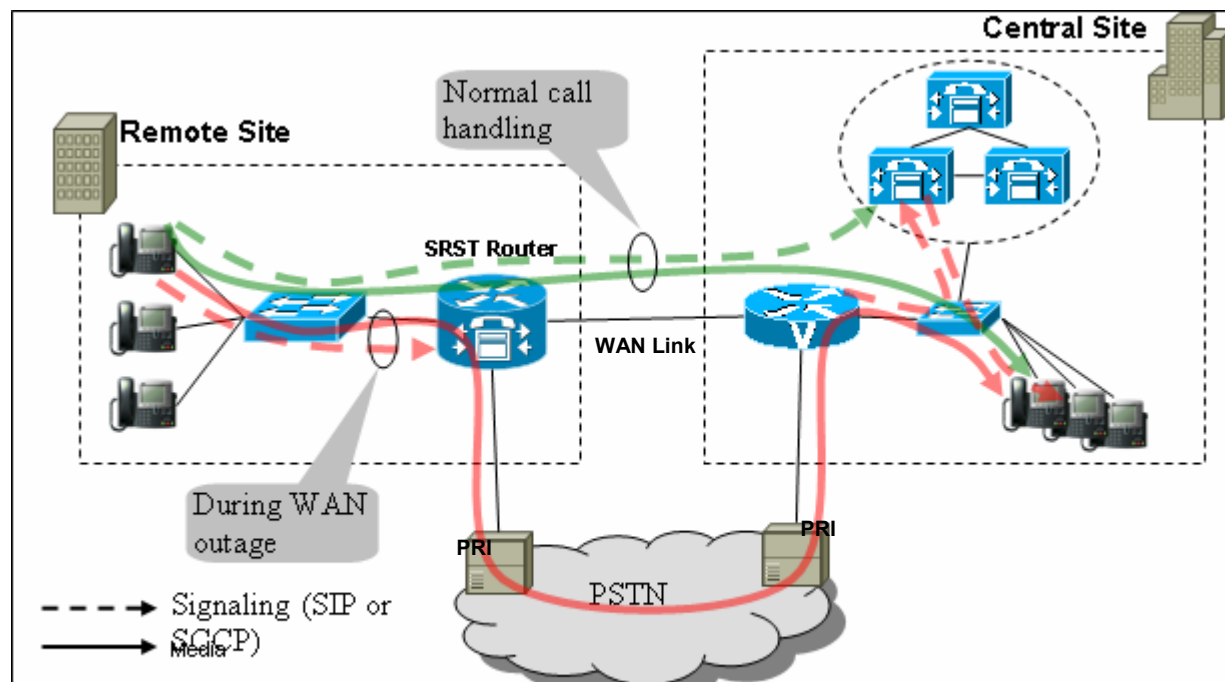 Central Site
Normal call
handling
Remote Site
SRST Router
WAN Link
During WAN
outage
PRI
PRI
PSTN
Signaling (SIP or
SCCP)
Media